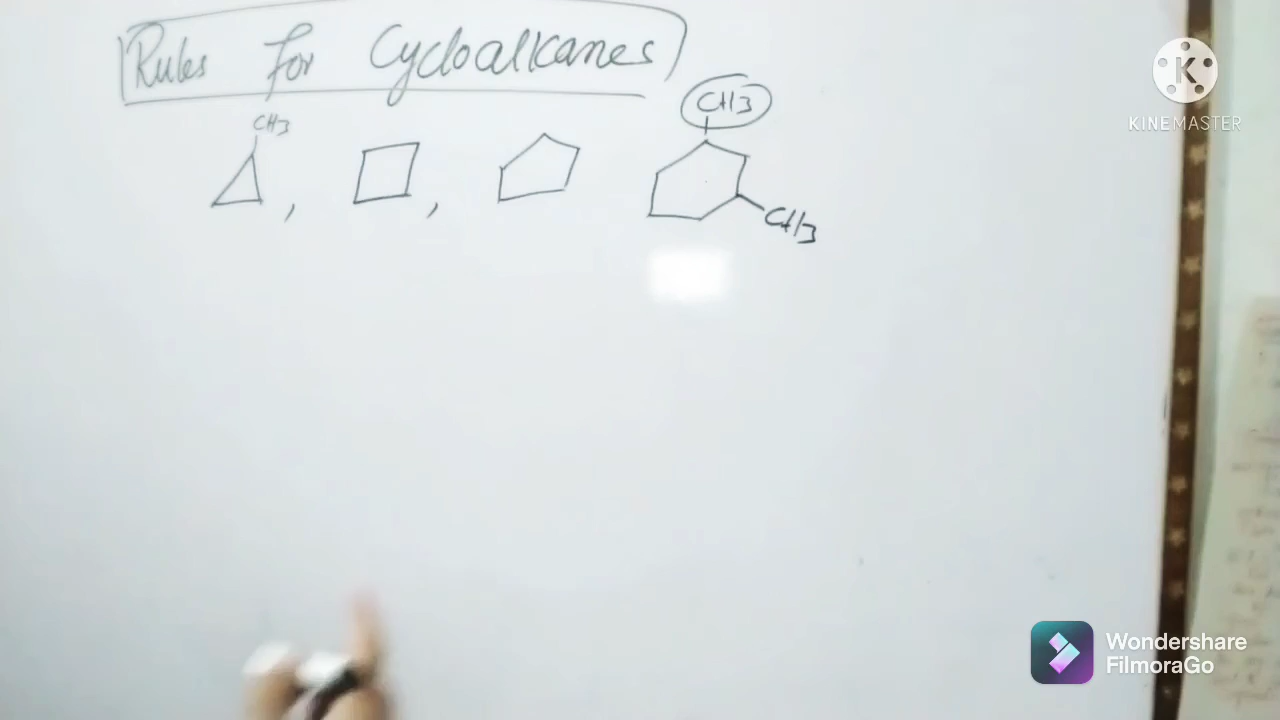 Rules for Cycloalkanes
CH3
CH3
CH3
KINEMASTER
Wondershare
FilmoraGo